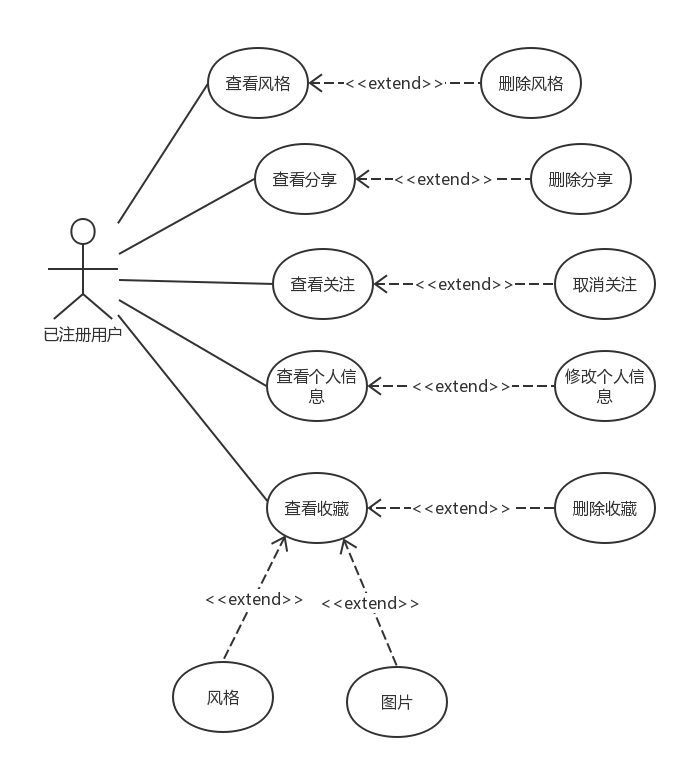 查看风格
<<extend>>
删除风格
查看分享
<<extend>>
删除分享
查看关注
<<extend>>
取消关注
已注册用户
查看个人信
息
<<extend>>
修改个人信
息
查看收藏
<<extend>>
删除收藏
<<extend>>
<<extend>>
风格
图片